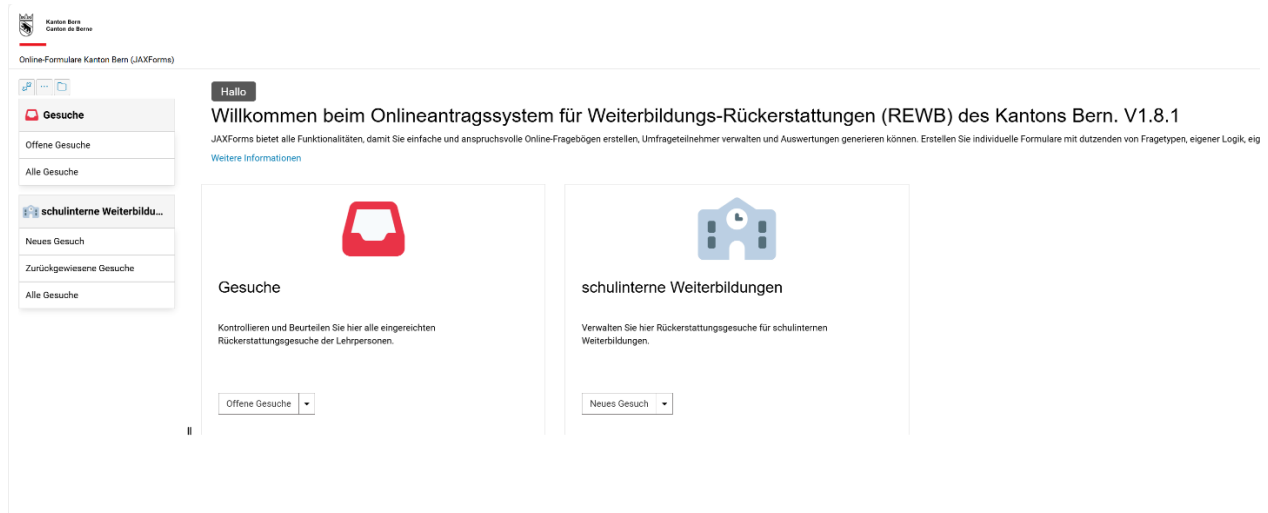 Kanton Bern
Canton de Berne
Online-Formulare Kanton Bern (JAXForms)
Gesuche
Offene Gesuche
Alle Gesuche
schulinterne Weiterbildu...
Neues Gesuch
Zurückgewiesene Gesuche
Alle Gesuche
Hallo
Willkommen beim Onlineantragssystem für Weiterbildungs-Rückerstattungen (REWB) des Kantons Bern. V1.8.1
JAXForms bietet alle Funktionalitäten, damit Sie einfache und anspruchsvolle Online-Fragebögen erstellen, Umfrageteilnehmer verwalten und Auswertungen generieren können. Erstellen Sie individuelle Formulare mit dutzenden von Fragetypen, eigener Logik, eig
Weitere Informationen
Gesuche
Kontrollieren und Beurteilen Sie hier alle eingereichten
Rückerstattungsgesuche der Lehrpersonen.
Offene Gesuche
schulinterne Weiterbildungen
Verwalten Sie hier Rückerstattungsgesuche für schulinternen
Weiterbildungen.
Neues Gesuch